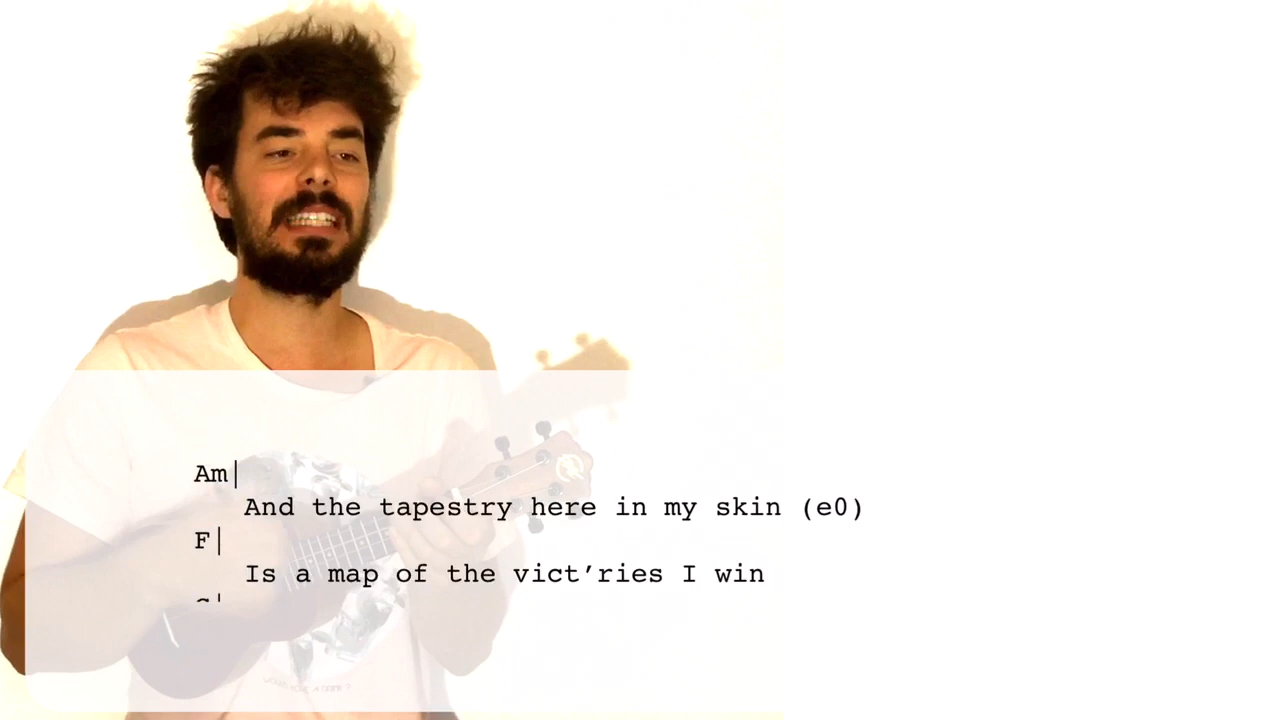 Am|
And the tapestry here in my skin (e0)
F|
Is a map of the vict’ries I win